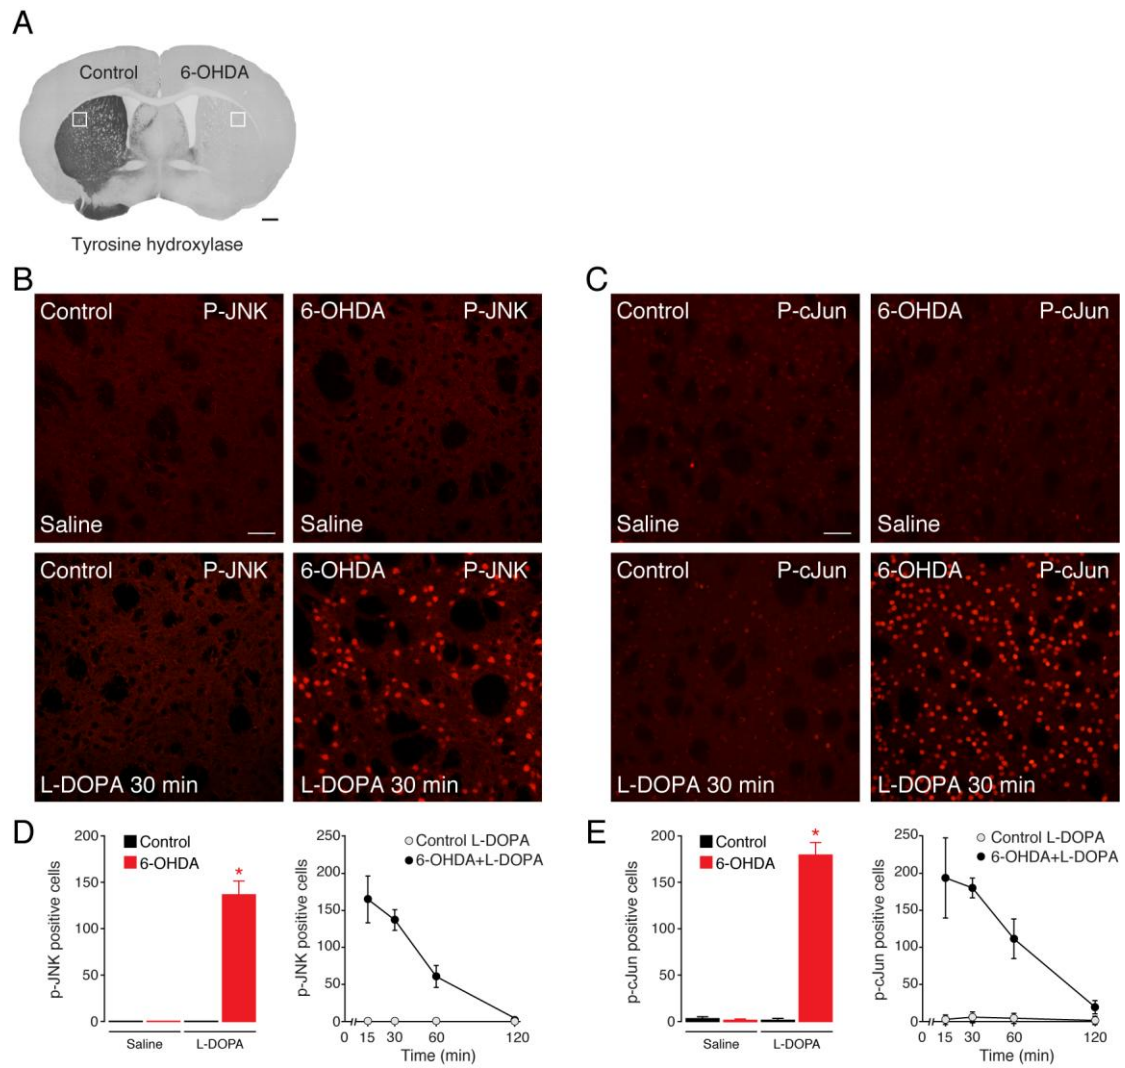 A
Control 6-OHDA
Tyrosine hydroxylase
B
Control P-JNK
Saline
6-OHDA P-JNK
Saline
Control P-JNK
L-DOPA 30 min
6-OHDA P-JNK
L-DOPA 30 min
C
Control P-cJun
Saline
6-OHDA P-cJun
Saline
Control P-cJun
L-DOPA 30 min
6-OHDA P-cJun
L-DOPA 30 min
D
p-JNK positive cells
200
150
100
50
0
Control
6-OHDA
*
Saline L-DOPA
p-JNK positive cells
250
200
150
100
50
0
Control L-DOPA
6-OHDA+L-DOPA
0 15 30 60 120
Time (min)
E
p-cJun positive cells
200
150
100
50
0
Control
6-OHDA
*
Saline L-DOPA
p-cJun positive cells
250
200
150
100
50
0
Control L-DOPA
6-OHDA+L-DOPA
0 15 30 60 120
Time (min)